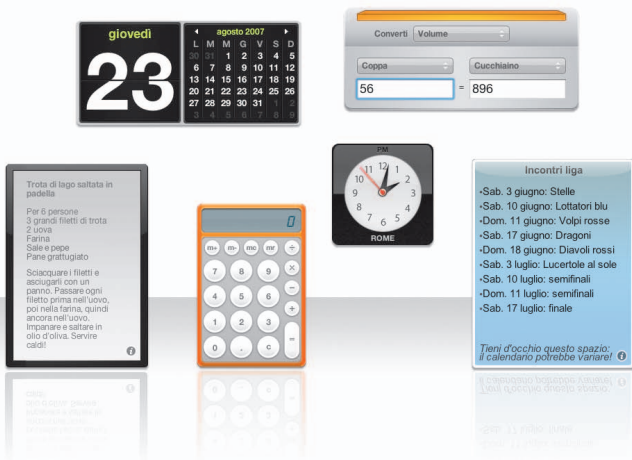 giovedì
23
agosto 2007
L M M G V S D
30 31 1 2 3 4 5
6 7 8 9 10 11 12
13 14 15 16 17 18 19
20 21 22 23 24 25 26
27 28 29 30 31 1 2
3 4 5 6 7 8 9
Converti Volume
Coppa Cucchiaino
56 = 896
Trota di lago saltata in
padella
Per 6 persone
3 grandi filetti di trota
2 uova
Farina
Sale e pepe
Pane grattugiato
Sciacquare i filetti e
asciugarli con un
panno. Passare ogni
filetto prima nell'uovo,
poi nella farina, quindi
ancora nell'uovo.
Impanare e saltare in
olio d'oliva. Servire
caldi!
0
m+ m- mc mr ÷
7 8 9 ×
4 5 6 −
1 2 3 +
0 . c =
PM
12
1
2
3
4
5
6
7
8
9
10
11
ROME
Incontri liga
•Sab. 3 giugno: Stelle
•Sab. 10 giugno: Lottatori blu
•Dom. 11 giugno: Volpi rosse
•Sab. 17 giugno: Dragoni
•Dom. 18 giugno: Diavoli rossi
•Sab. 3 luglio: Lucertole al sole
•Sab. 10 luglio: semifinali
•Dom. 11 luglio: semifinali
•Sab. 17 luglio: finale
Tieni d'occhio questo spazio:
il calendario potrebbe variare!